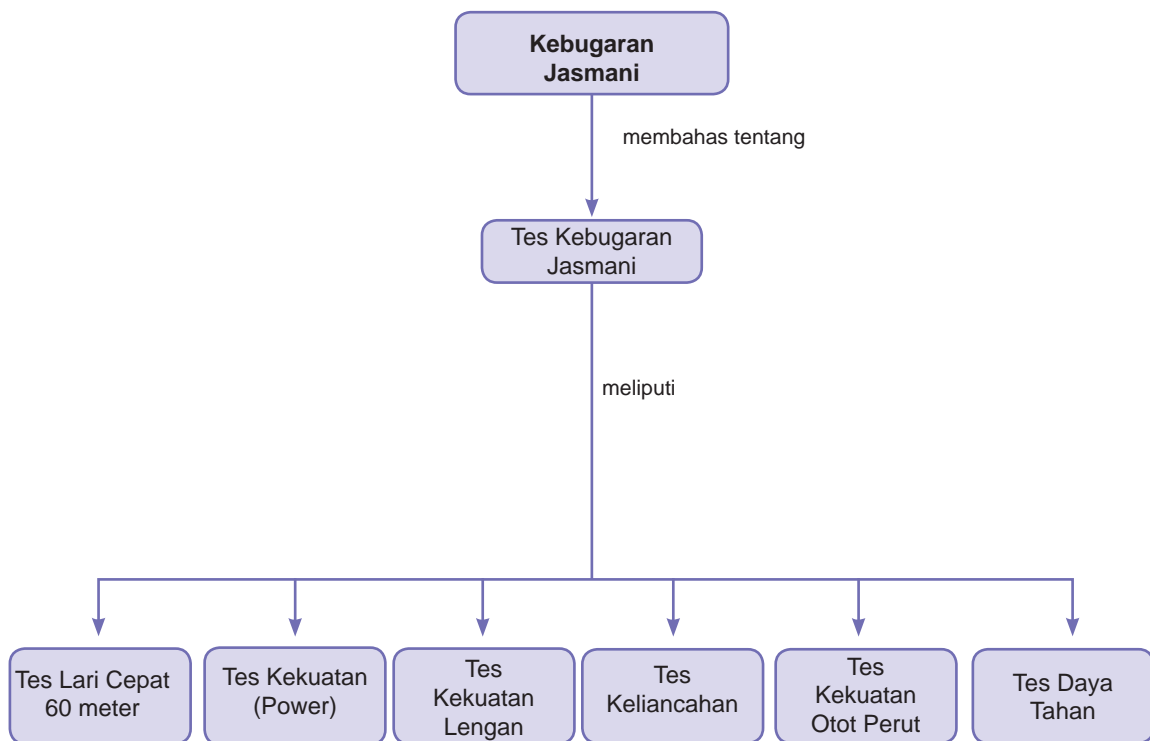 Kebugaran
Jasmani
membahas tentang
Tes Kebugaran
Jasmani
meliputi
Tes Lari Cepat
60 meter
Tes Kekuatan
(Power)
Tes
Kekuatan
Lengan
Tes
Keliancahan
Tes
Kekuatan
Otot Perut
Tes Daya
Tahan